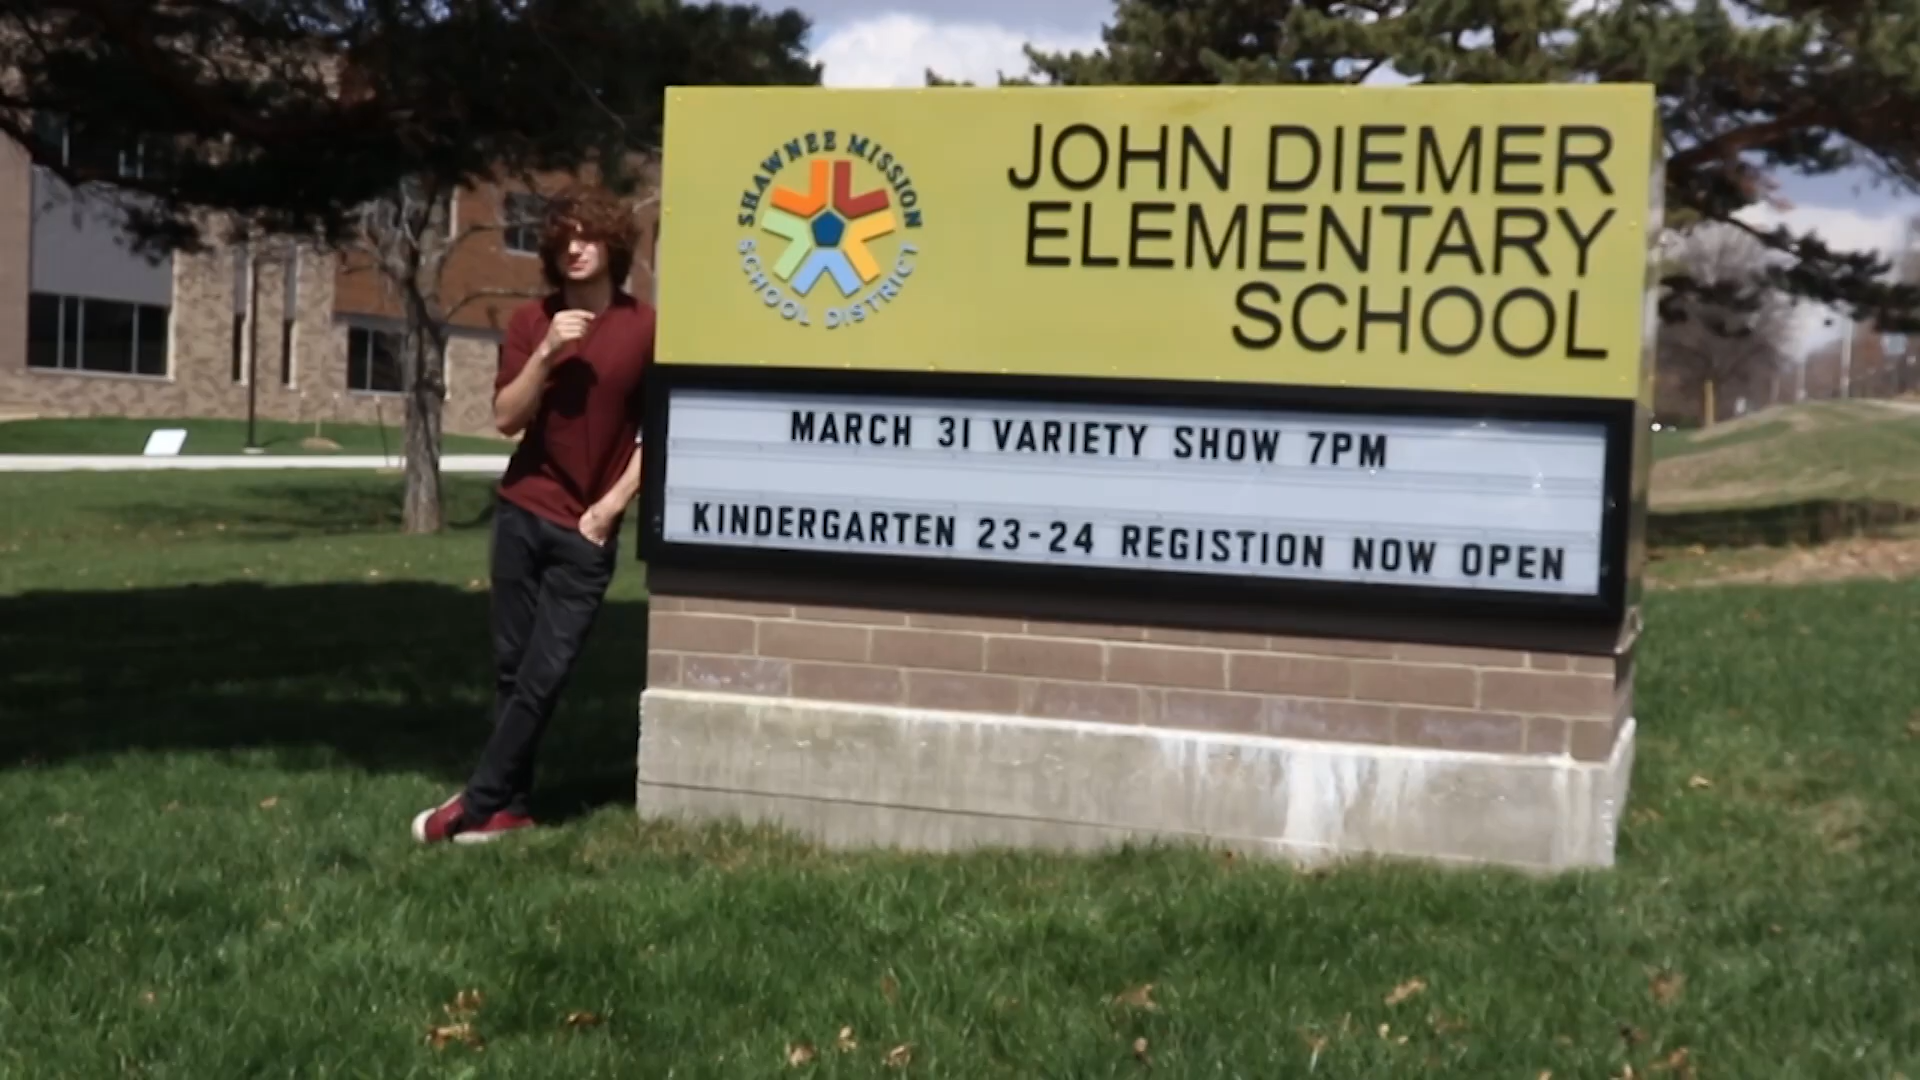 SHAWNEE MISSION
SCHOOL DISTRICT
JOHN DIEMER
ELEMENTARY
SCHOOL
MARCH 31 VARIETY SHOW 7PM
KINDERGARTEN 23-24 REGISTION NOW OPEN